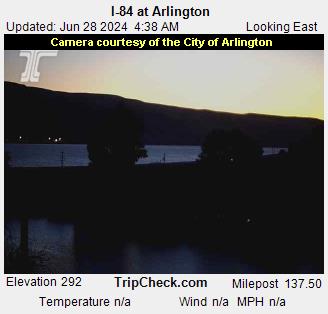 I-84 at Arlington
Updated: Jun 28 2024 4:38 AM Looking East
Camera courtesy of the City of Arlington
Elevation 292 TripCheck.com Milepost 137.50
Temperature n/a Wind n/a MPH n/a